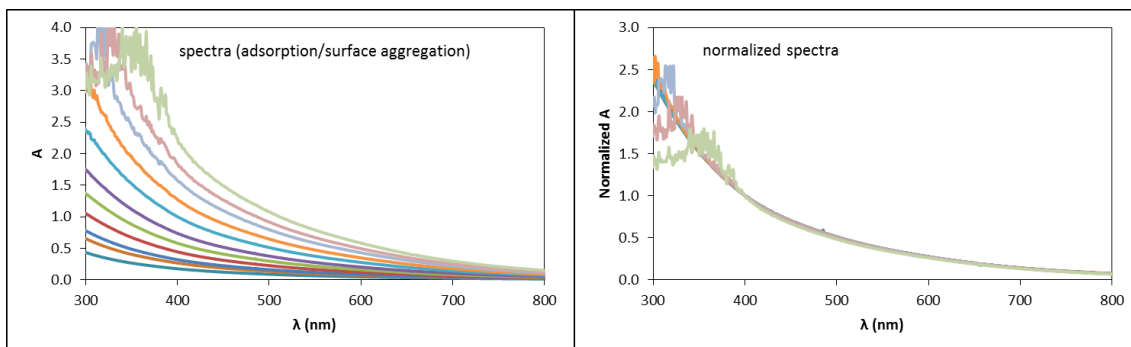 spectra (adsorption/surface aggregation)
4.0
3.5
3.0
2.5
2.0
1.5
1.0
0.5
0.0
A
300 400 500 600 700 800
λ (nm)
normalized spectra
3.0
2.5
2.0
1.5
1.0
0.5
0.0
Normalized A
300 400 500 600 700 800
λ (nm)